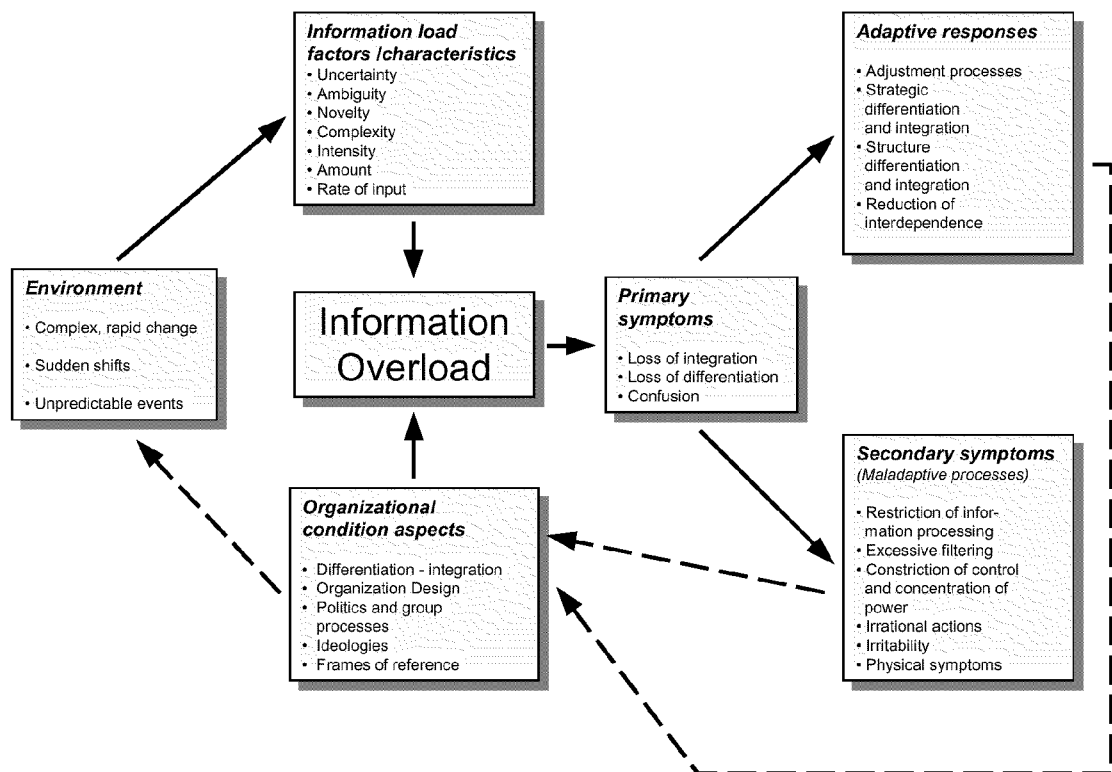 Information load
factors /characteristics
• Uncertainty
• Ambiguity
• Novelty
• Complexity
• Intensity
• Amount
• Rate of input
Adaptive responses
• Adjustment processes
• Strategic
differentiation
and integration
• Structure
differentiation
and integration
• Reduction of
interdependence
Environment
• Complex, rapid change
• Sudden shifts
• Unpredictable events
Information
Overload
Primary
symptoms
• Loss of integration
• Loss of differentiation
• Confusion
Organizational
condition aspects
• Differentiation - integration
• Organization Design
• Politics and group
processes
• Ideologies
• Frames of reference
Secondary symptoms
(Maladaptive processes)
• Restriction of infor-
mation processing
• Excessive filtering
• Constriction of control
and concentration of
power
• Irrational actions
• Irritability
• Physical symptoms